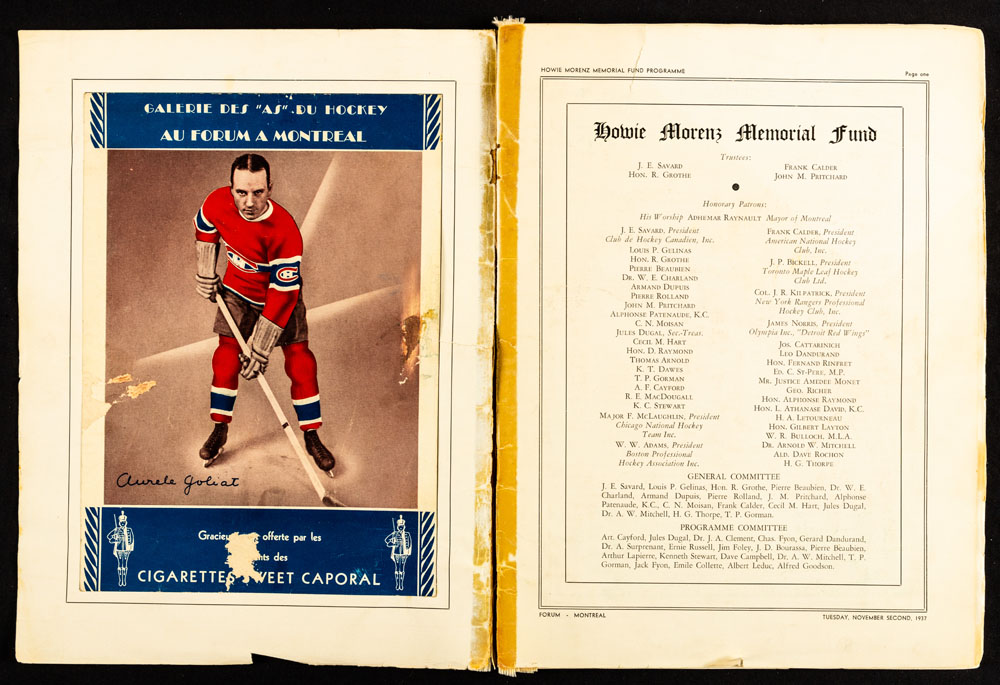 GALERIE DES "AS" DU HOCKEY
AU FORUM A MONTREAL
Aurele Joliat
Gracieu offerte par les
nts des
CIGARETTES WEET CAPORAL
HOWIE MORENZ MEMORIAL FUND PROGRAMME
Page one
Howie Morenz Memorial Fund
Trustees:
J. E. SAVARD
HON. R. GROTHE
FRANK CALDER
JOHN M. PRITCHARD
Honorary Patrons:
His Worship ADHEMAR RAYNAULT Mayor of Montreal
J. E. SAVARD, President
Club de Hockey Canadien, Inc.
LOUIS P. GELINAS
HON. R. GROTHE
PIERRE BEAUBIEN
DR. W. E. CHARLAND
ARMAND DUPUIS
PIERRE ROLLAND
JOHN M. PRITCHARD
ALPHONSE PATENAUDE, K.C.
C. N. MOISAN
JULES DUGAL, Sec.-Treas.
CECIL M. HART
HON. D. RAYMOND
THOMAS ARNOLD
K. T. DAWES
T. P. GORMAN
A. F. CAYFORD
R. E. MACDOUGALL
K. C. STEWART
MAJOR F. MCLAUGHLIN, President
Chicago National Hockey
Team Inc.
W. W. ADAMS, President
Boston Professional
Hockey Association Inc.
FRANK CALDER, President
American National Hockey
Club, Inc.
J. P. BICKELL, President
Toronto Maple Leaf Hockey
Club Ltd.
COL. J. R. KILPATRICK, President
New York Rangers Professional
Hockey Club, Inc.
JAMES NORRIS, President
Olympia Inc., "Detroit Red Wings"
JOS. CATTARINICH
LEO DANDURAND
HON. FERNAND RINFRET
ED. C. ST-PERE, M.P.
MR. JUSTICE AMEDEE MONET
GEO. RICHER
HON. ALPHONSE RAYMOND
HON. L. ATHANASE DAVID, K.C.
H. A. LETOURNEAU
HON. GILBERT LAYTON
W. R. BULLOCH, M.L.A.
DR. ARNOLD W. MITCHELL
ALD. DAVE ROCHON
H. G. THORPE
GENERAL COMMITTEE
J. E. Savard, Louis P. Gelinas, Hon. R. Grothe, Pierre Beaubien, Dr. W. E.
Charland, Armand Dupuis, Pierre Rolland, J. M. Pritchard, Alphonse
Patenaude, K.C., C. N. Moisan, Frank Calder, Cecil M. Hart, Jules Dugal,
Dr. A. W. Mitchell, H. G. Thorpe, T. P. Gorman.
PROGRAMME COMMITTEE
Art. Cayford, Jules Dugal, Dr. J. A. Clement, Chas. Fyon, Gerard Dandurand,
Dr. A. Surprenant, Ernie Russell, Jim Foley, J. D. Bourassa, Pierre Beaubien,
Arthur Lapierre, Kenneth Stewart, Dave Campbell, Dr. A. W. Mitchell, T. P.
Gorman, Jack Fyon, Emile Collette, Albert Leduc, Alfred Goodson.
FORUM - MONTREAL
TUESDAY, NOVEMBER SECOND, 1937